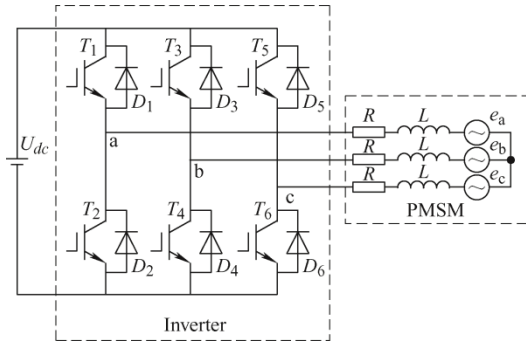 T1 T3 T5
D1 D3 D5
Udc
a
b
c
R L ea
R L eb
R L ec
PMSM
T2 T4 T6
D2 D4 D6
Inverter